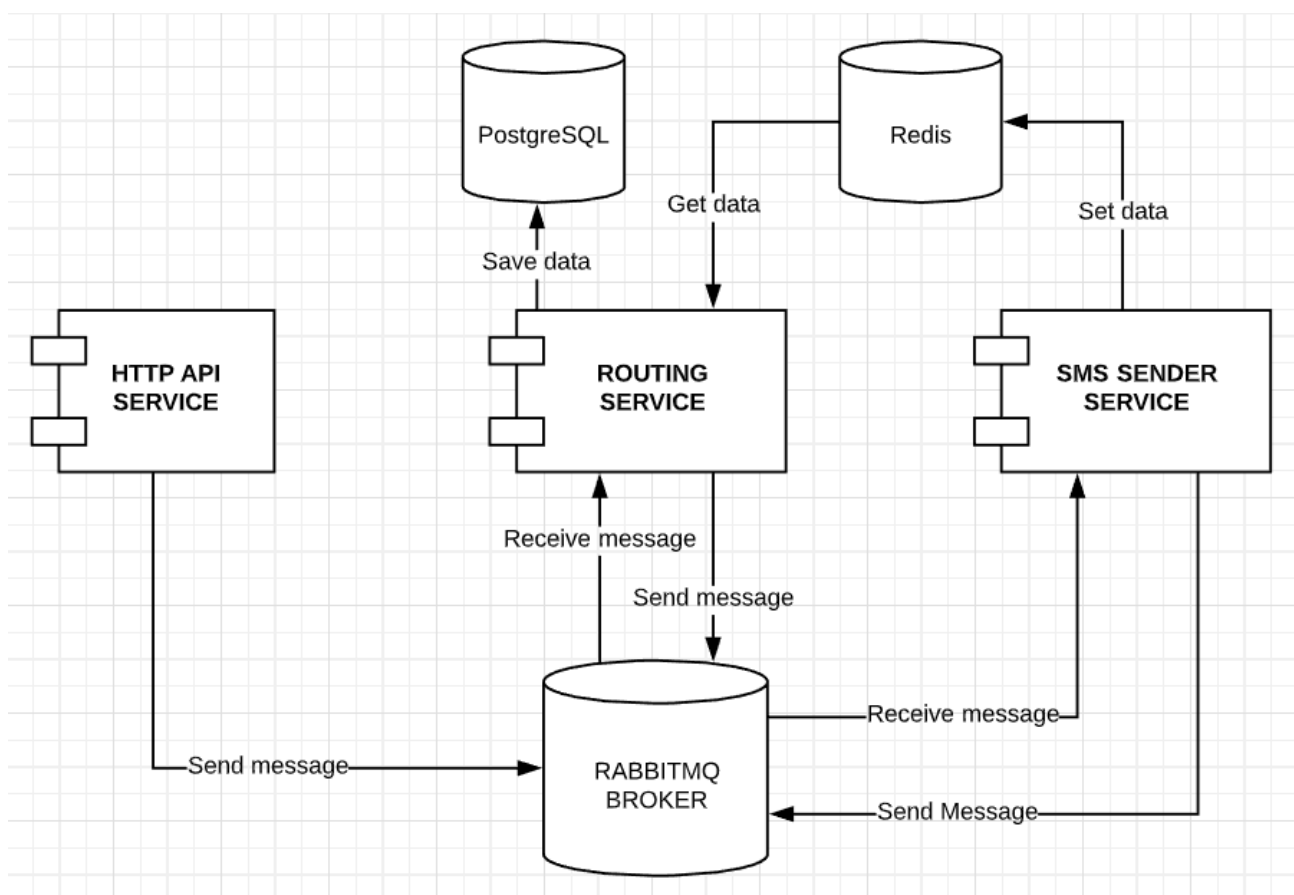 PostgreSQL
Redis
Get data
Set data
Save data
HTTP API
SERVICE
ROUTING
SERVICE
SMS SENDER
SERVICE
Receive message
Send message
Receive message
Send message
RABBITMQ
BROKER
Send Message